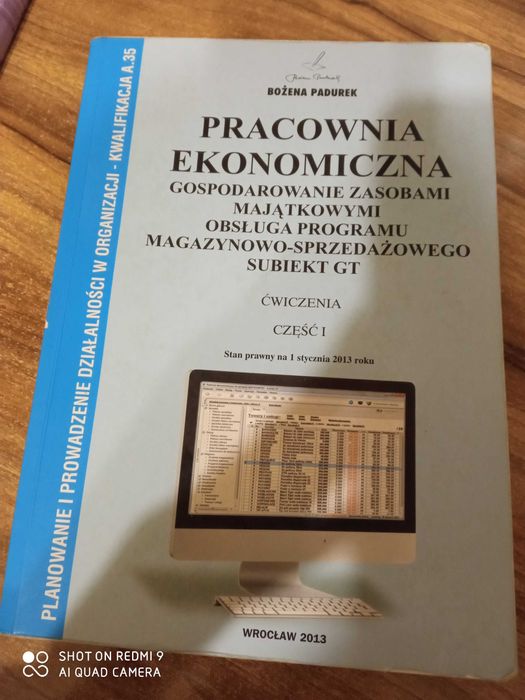 BOŻENA PADUREK
PRACOWNIA
EKONOMICZNA
GOSPODAROWANIE ZASOBAMI
MAJĄTKOWYMI
OBSŁUGA PROGRAMU
MAGAZYNOWO-SPRZEDAŻOWEGO
SUBIEKT GT
ĆWICZENIA
CZĘŚĆ I
Stan prawny na 1 stycznia 2013 roku
WROCŁAW 2013
PLANOWANIE I PROWADZENIE DZIAŁALNOŚCI W ORGANIZACJI - KWALIFIKACJA A.35
SHOT ON REDMI 9
AI QUAD CAMERA